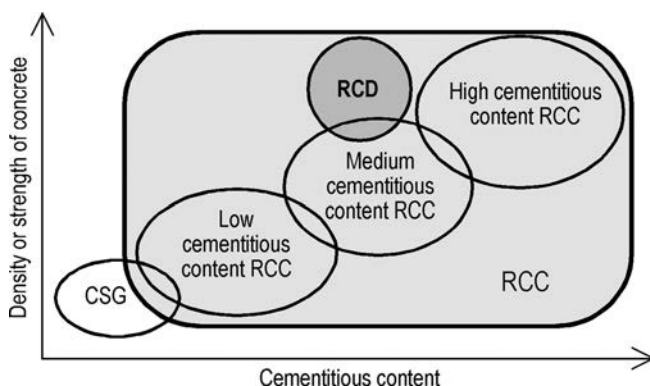 Density or strength of concrete
RCD
High cementitious
content RCC
Medium
cementitious
content RCC
Low
cementitious
content RCC
CSG
RCC
Cementitious content